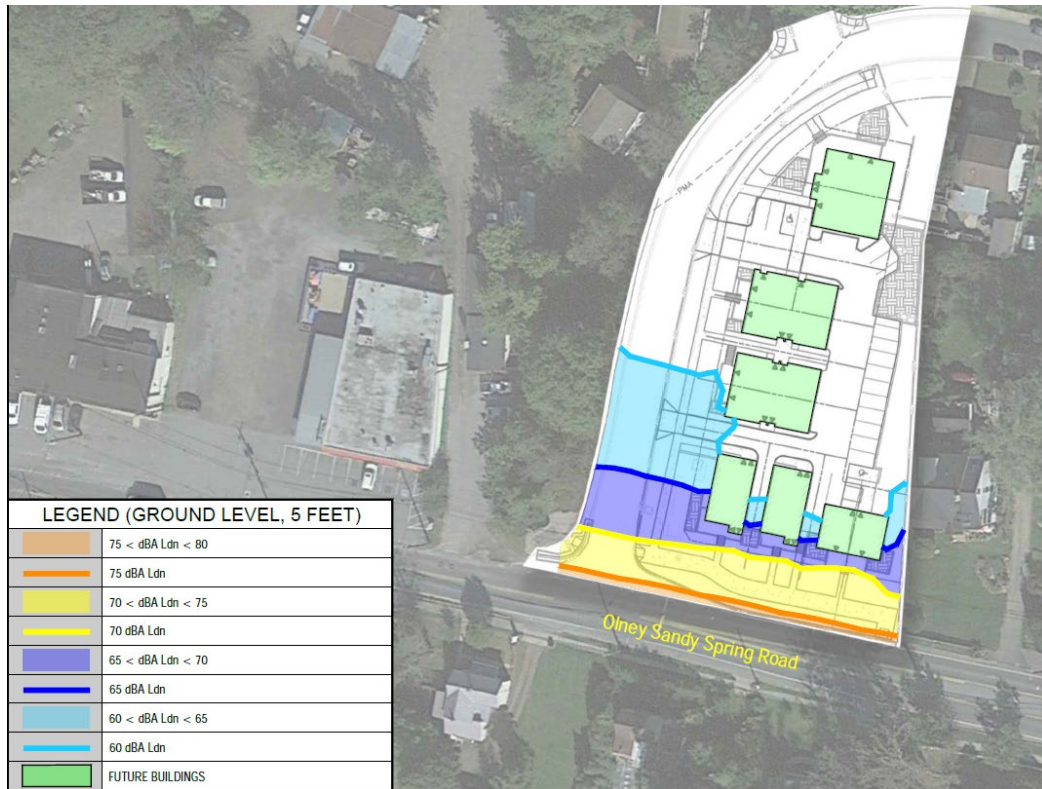 PMA
LEGEND (GROUND LEVEL, 5 FEET)
75 < dBA Ldn < 80
75 dBA Ldn
70 < dBA Ldn < 75
70 dBA Ldn
65 < dBA Ldn < 70
65 dBA Ldn
60 < dBA Ldn < 65
60 dBA Ldn
FUTURE BUILDINGS
Olney Sandy Spring Road